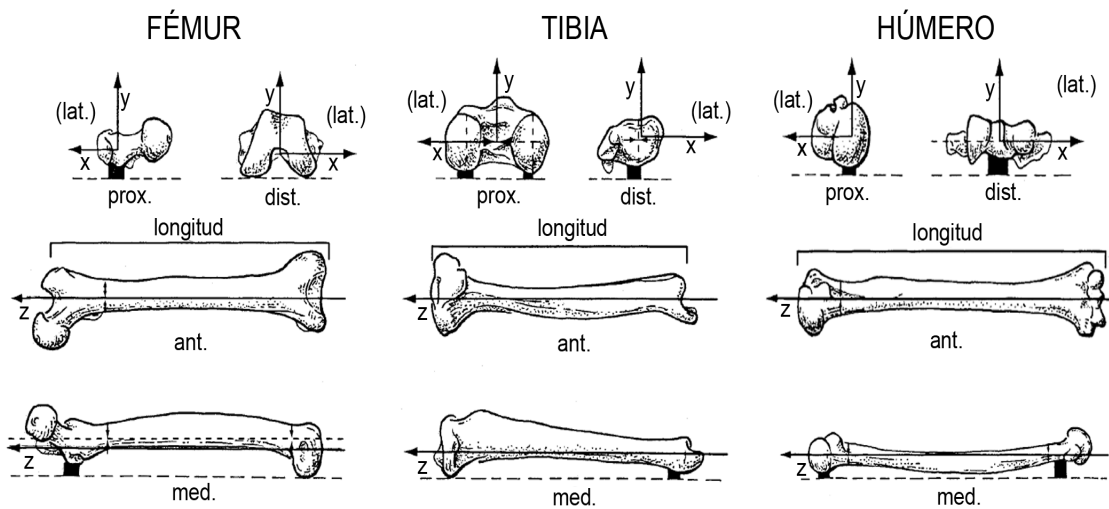 FÉMUR TIBIA HÚMERO
(lat.) y (lat.) y (lat.) y y (lat.) (lat.) y y (lat.)
x x x x x x
prox. dist. prox. dist. prox. dist.
longitud longitud longitud
z z z
ant. ant. ant.
z z z
med. med. med.